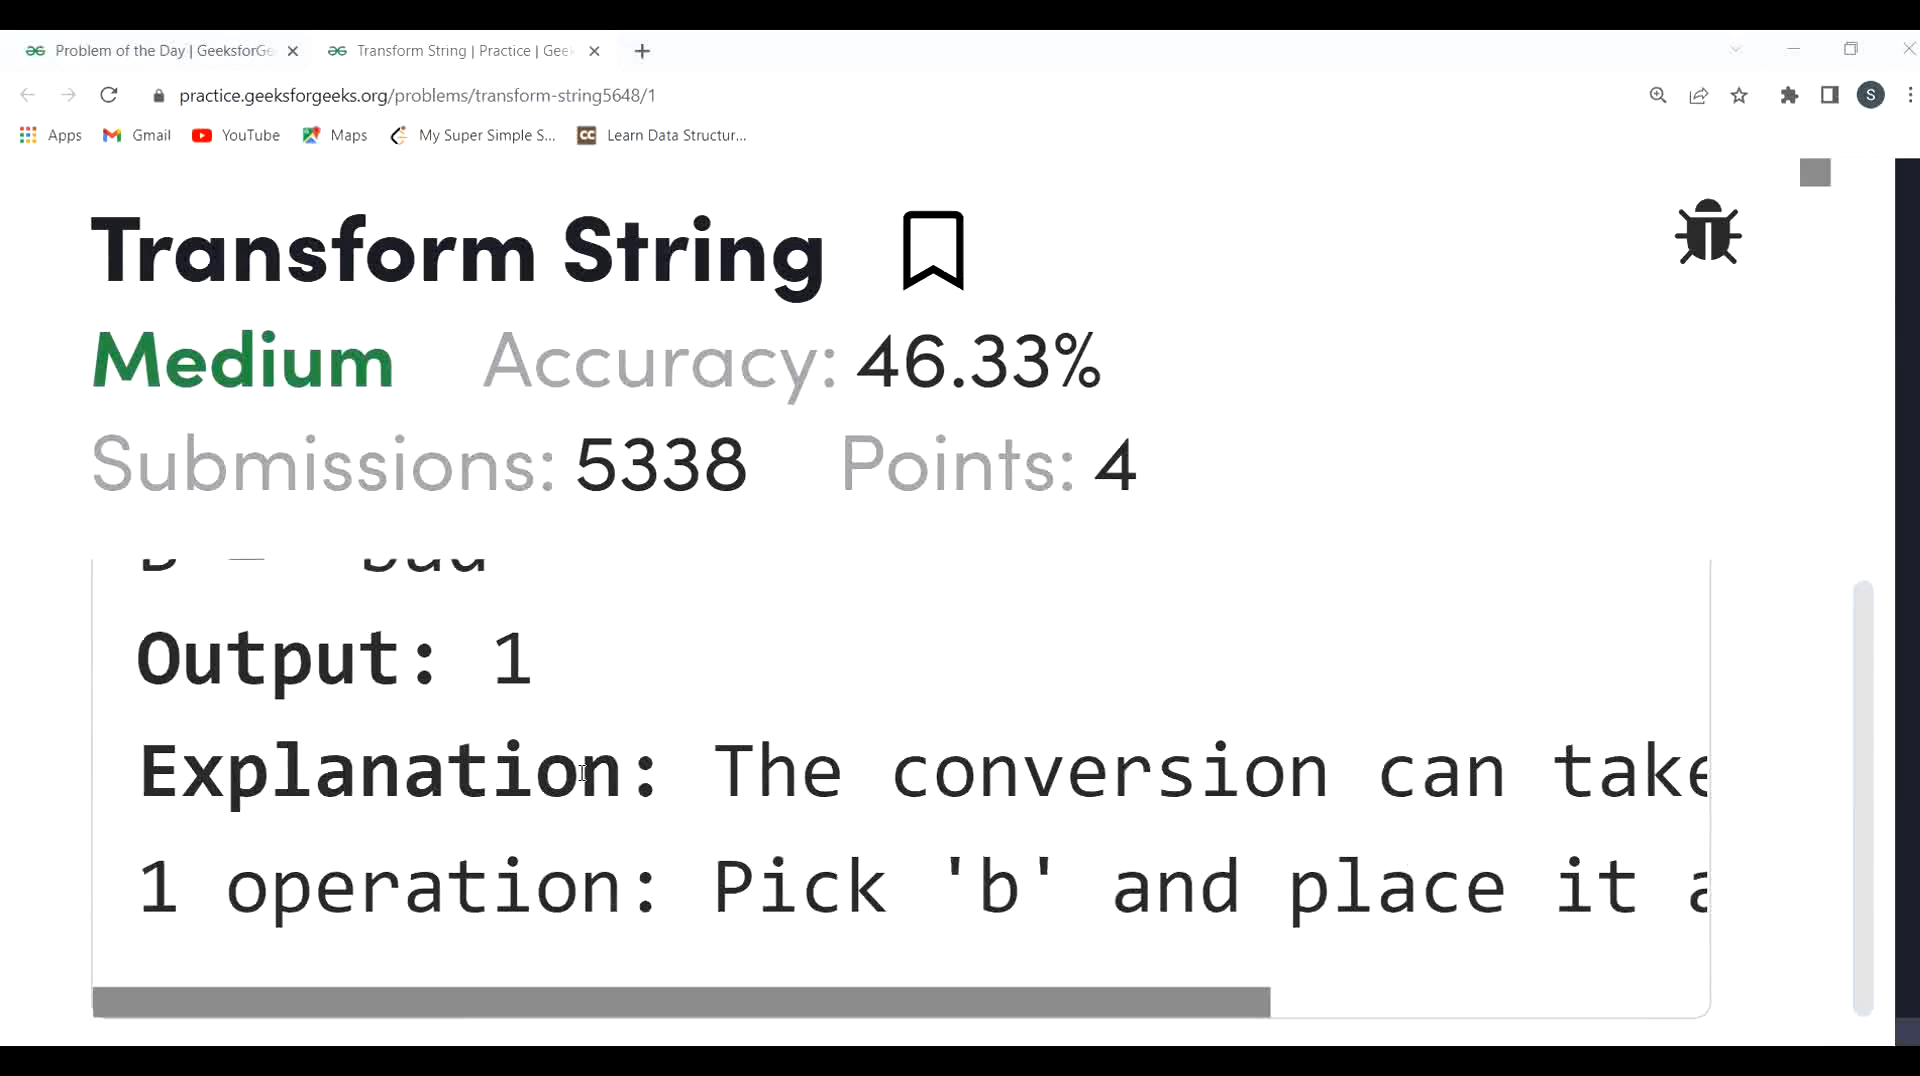 Problem of the Day | GeeksforGe
Transform String | Practice | Gee
practice.geeksforgeeks.org/problems/transform-string5648/1
S
Apps
Gmail
YouTube
Maps
My Super Simple S...
CC
Learn Data Structur...
Transform String
Medium Accuracy: 46.33%
Submissions: 5338 Points: 4
Output: 1
Explanation: The conversion can take
1 operation: Pick 'b' and place it a